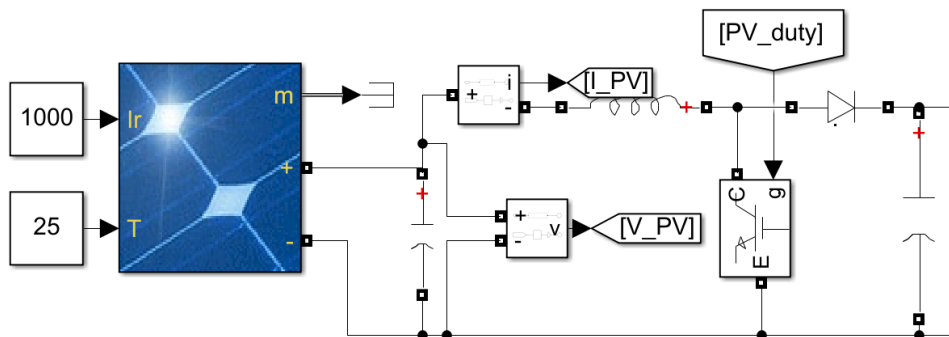 [PV_duty]
i
[I_PV]
+
-
1000
Ir
m
+
25
T
-
+
-
v
[V_PV]
C
g
E
+
+
+